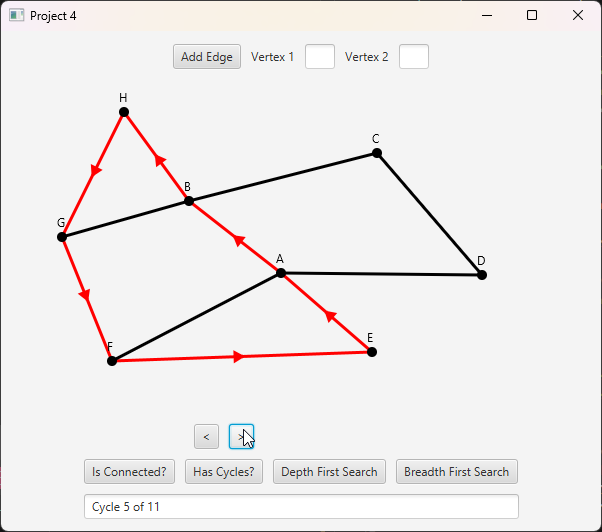 Project 4
Add Edge Vertex 1 Vertex 2
H
C
B
G
A
D
E
F
< >
Is Connected? Has Cycles? Depth First Search Breadth First Search
Cycle 5 of 11